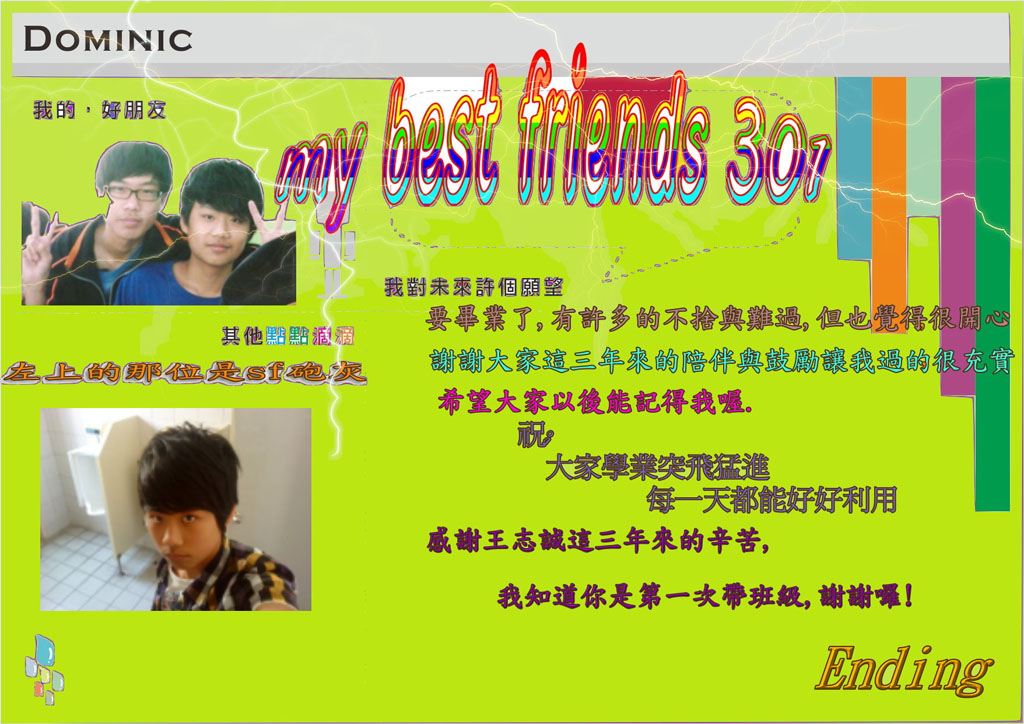 DOMINIC
我的，好朋友
my best friends 301
我對未來許個願望
要畢業了,有許多的不捨與難過,但也覺得很開心
其他點點滴滴
謝謝大家這三年來的陪伴與鼓勵讓我過的很充實
左上的那位是sf砲灰
希望大家以後能記得我喔.
祝,
大家學業突飛猛進
每一天都能好好利用
感謝王志誠這三年來的辛苦,
我知道你是第一次帶班級,謝謝囉!
Ending